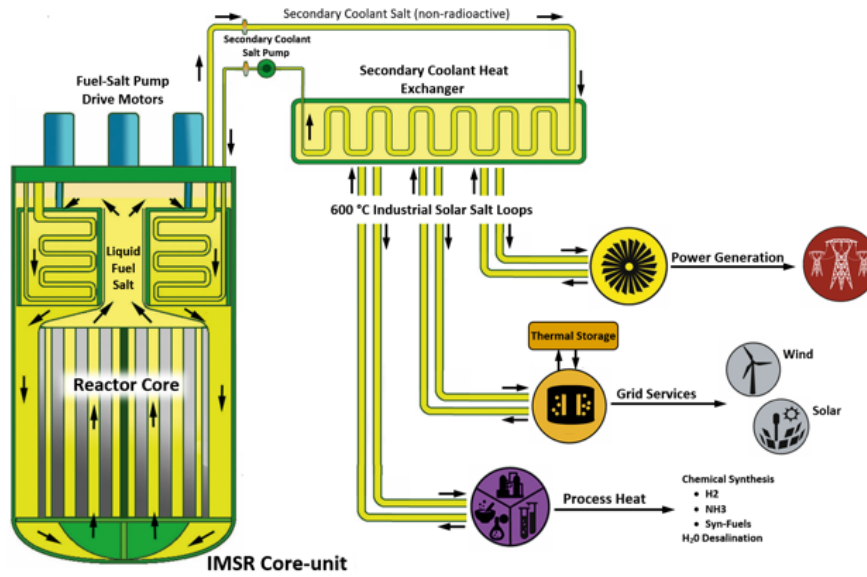 Secondary Coolant Salt (non-radioactive)
Secondary Coolant
Salt Pump
Fuel-Salt Pump
Drive Motors
Secondary Coolant Heat
Exchanger
600 °C Industrial Solar Salt Loops
Liquid
Fuel
Salt
Power Generation
Thermal Storage
Wind
Reactor Core
Grid Services
Solar
Process Heat
Chemical Synthesis
• H2
• NH3
• Syn-Fuels
H₂0 Desalination
IMSR Core-unit